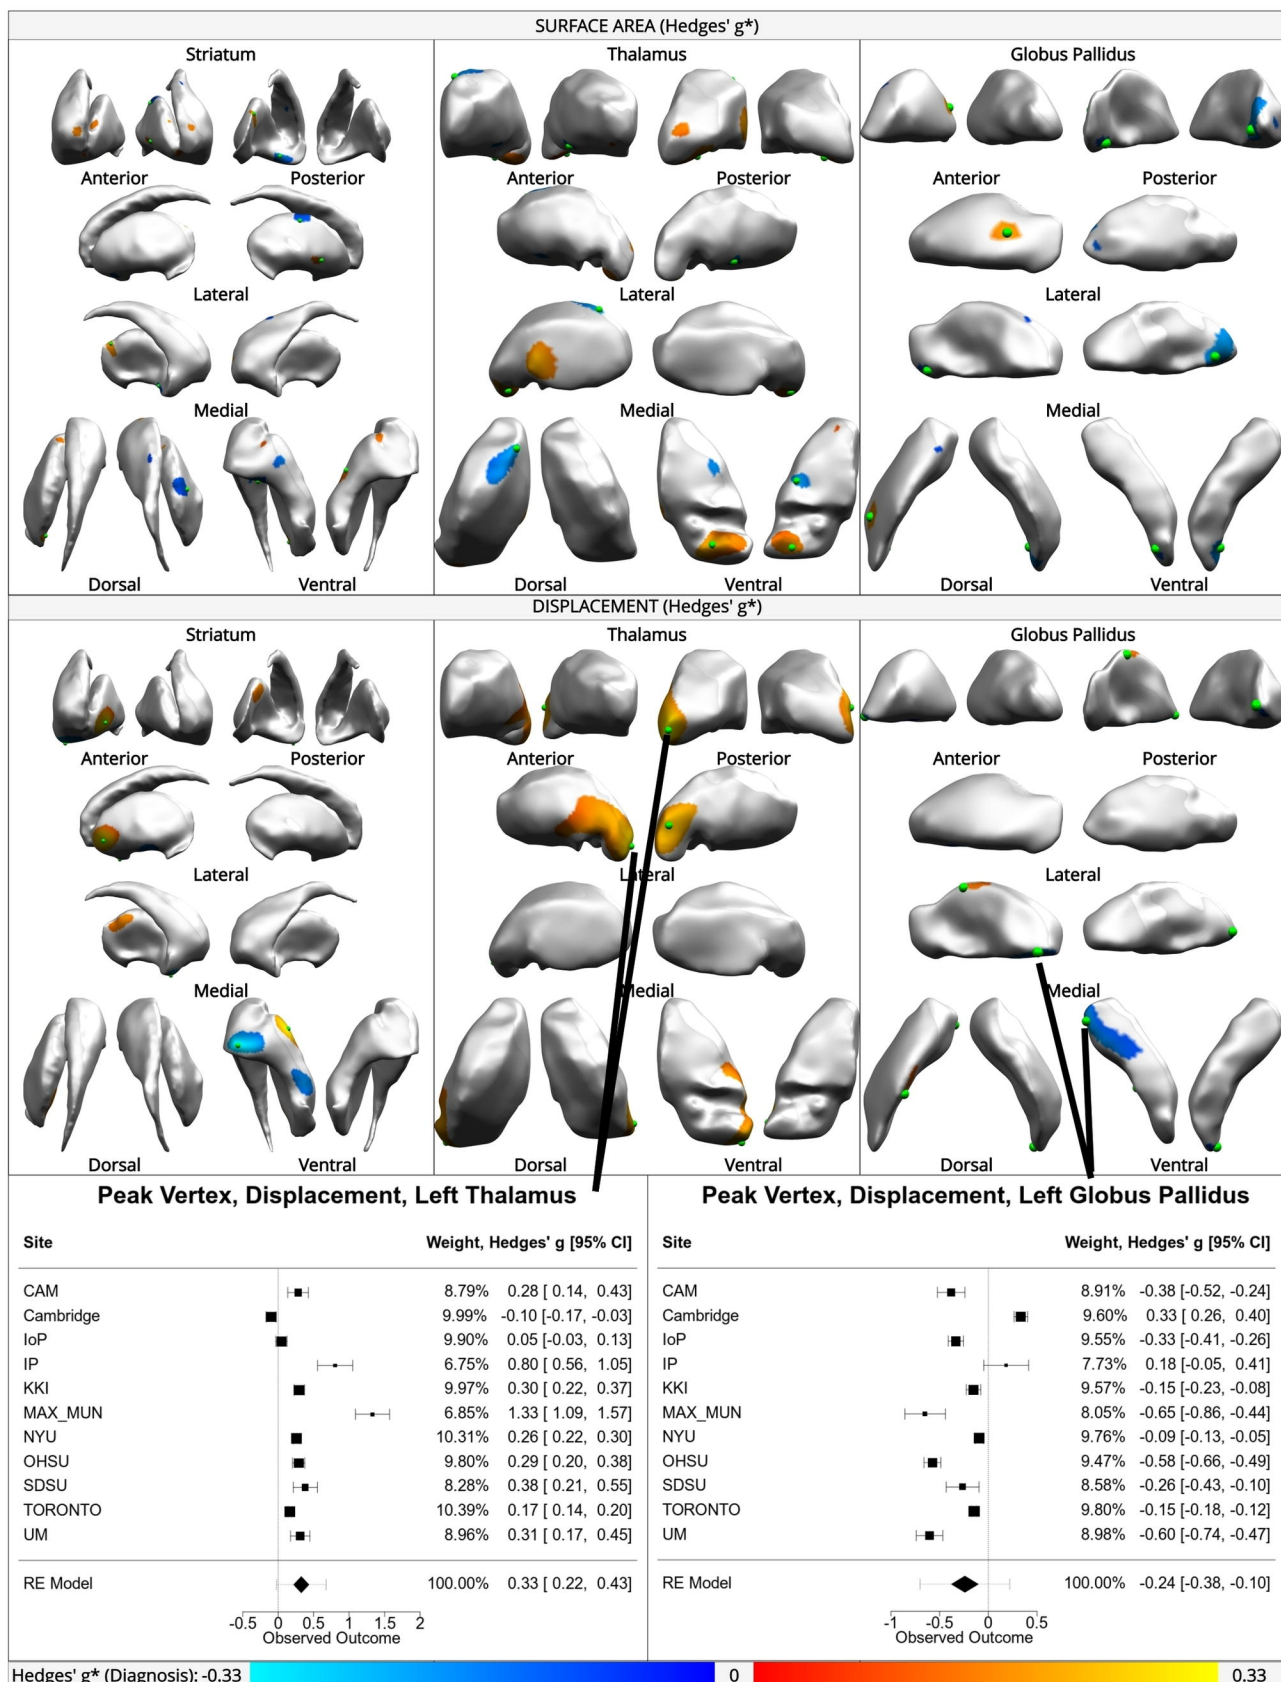 SURFACE AREA (Hedges' g*)
Striatum
Thalamus
Globus Pallidus
Anterior Posterior
Anterior Posterior
Anterior Posterior
Lateral
Lateral
Lateral
Medial
Medial
Medial
Dorsal Ventral
Dorsal Ventral
Dorsal Ventral
DISPLACEMENT (Hedges' g*)
Striatum
Thalamus
Globus Pallidus
Anterior Posterior
Anterior Posterior
Anterior Posterior
Lateral
Lateral
Lateral
Medial
Medial
Medial
Dorsal Ventral
Dorsal Ventral
Dorsal Ventral
Peak Vertex, Displacement, Left Thalamus
Site Weight, Hedges' g [95% CI]
CAM 8.79% 0.28 [ 0.14, 0.43]
Cambridge 9.99% -0.10 [-0.17, -0.03]
IoP 9.90% 0.05 [-0.03, 0.13]
IP 6.75% 0.80 [ 0.56, 1.05]
KKI 9.97% 0.30 [ 0.22, 0.37]
MAX_MUN 6.85% 1.33 [ 1.09, 1.57]
NYU 10.31% 0.26 [ 0.22, 0.30]
OHSU 9.80% 0.29 [ 0.20, 0.38]
SDSU 8.28% 0.38 [ 0.21, 0.55]
TORONTO 10.39% 0.17 [ 0.14, 0.20]
UM 8.96% 0.31 [ 0.17, 0.45]
RE Model 100.00% 0.33 [ 0.22, 0.43]
-0.5 0 0.5 1 1.5 2
Observed Outcome
Peak Vertex, Displacement, Left Globus Pallidus
Site Weight, Hedges' g [95% CI]
CAM 8.91% -0.38 [-0.52, -0.24]
Cambridge 9.60% 0.33 [ 0.26, 0.40]
IoP 9.55% -0.33 [-0.41, -0.26]
IP 7.73% 0.18 [-0.05, 0.41]
KKI 9.57% -0.15 [-0.23, -0.08]
MAX_MUN 8.05% -0.65 [-0.86, -0.44]
NYU 9.76% -0.09 [-0.13, -0.05]
OHSU 9.47% -0.58 [-0.66, -0.49]
SDSU 8.58% -0.26 [-0.43, -0.10]
TORONTO 9.80% -0.15 [-0.18, -0.12]
UM 8.98% -0.60 [-0.74, -0.47]
RE Model 100.00% -0.24 [-0.38, -0.10]
-1 -0.5 0 0.5
Observed Outcome
Hedges' g* (Diagnosis): -0.33 0 0.33